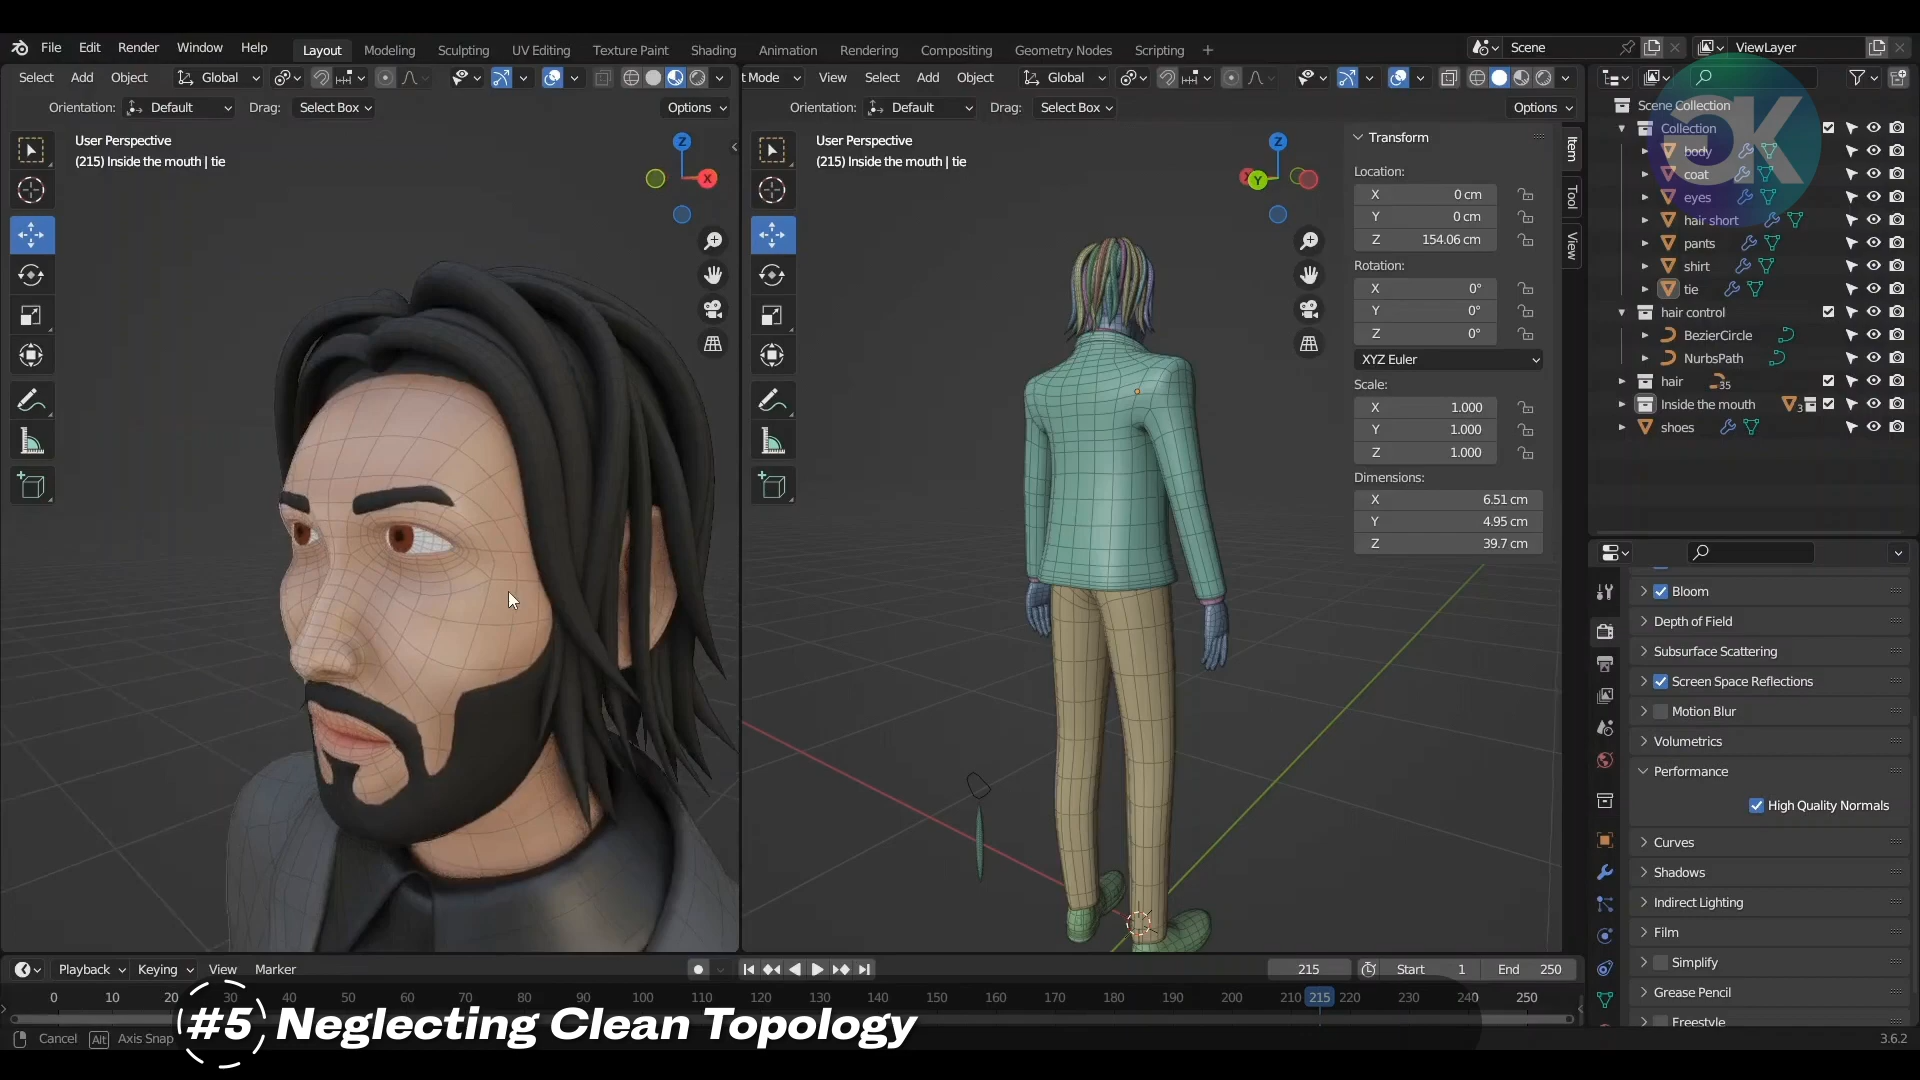 File Edit Render Window Help Layout Modeling Sculpting UV Editing Texture Paint Shading Animation Rendering Compositing Geometry Nodes Scripting + Scene ViewLayer
Select Add Object Global t Mode View Select Add Object Global
Orientation: Default Drag: Select Box Options Orientation: Default Drag: Select Box Options
User Perspective
(215) Inside the mouth | tie
Z
X
User Perspective
(215) Inside the mouth | tie
Z
Y
Transform
Location:
X 0 cm
Y 0 cm
Z 154.06 cm
Rotation:
X 0°
Y 0°
Z 0°
XYZ Euler
Scale:
X 1.000
Y 1.000
Z 1.000
Dimensions:
X 6.51 cm
Y 4.95 cm
Z 39.7 cm
Item
Tool
View
Scene Collection
Collection
body
coat
eyes
hair short
pants
shirt
tie
hair control
BezierCircle
NurbsPath
hair 35
Inside the mouth 3
shoes
GK
Bloom
Depth of Field
Subsurface Scattering
Screen Space Reflections
Motion Blur
Volumetrics
Performance
High Quality Normals
Curves
Shadows
Indirect Lighting
Film
Simplify
Grease Pencil
Freestyle
Playback Keying View Marker 215 Start 1 End 250
0 10 20 30 40 50 60 70 80 90 100 110 120 130 140 150 160 170 180 190 200 210 215 220 230 240 250
#5 Neglecting Clean Topology
Cancel Alt Axis Snap 3.6.2